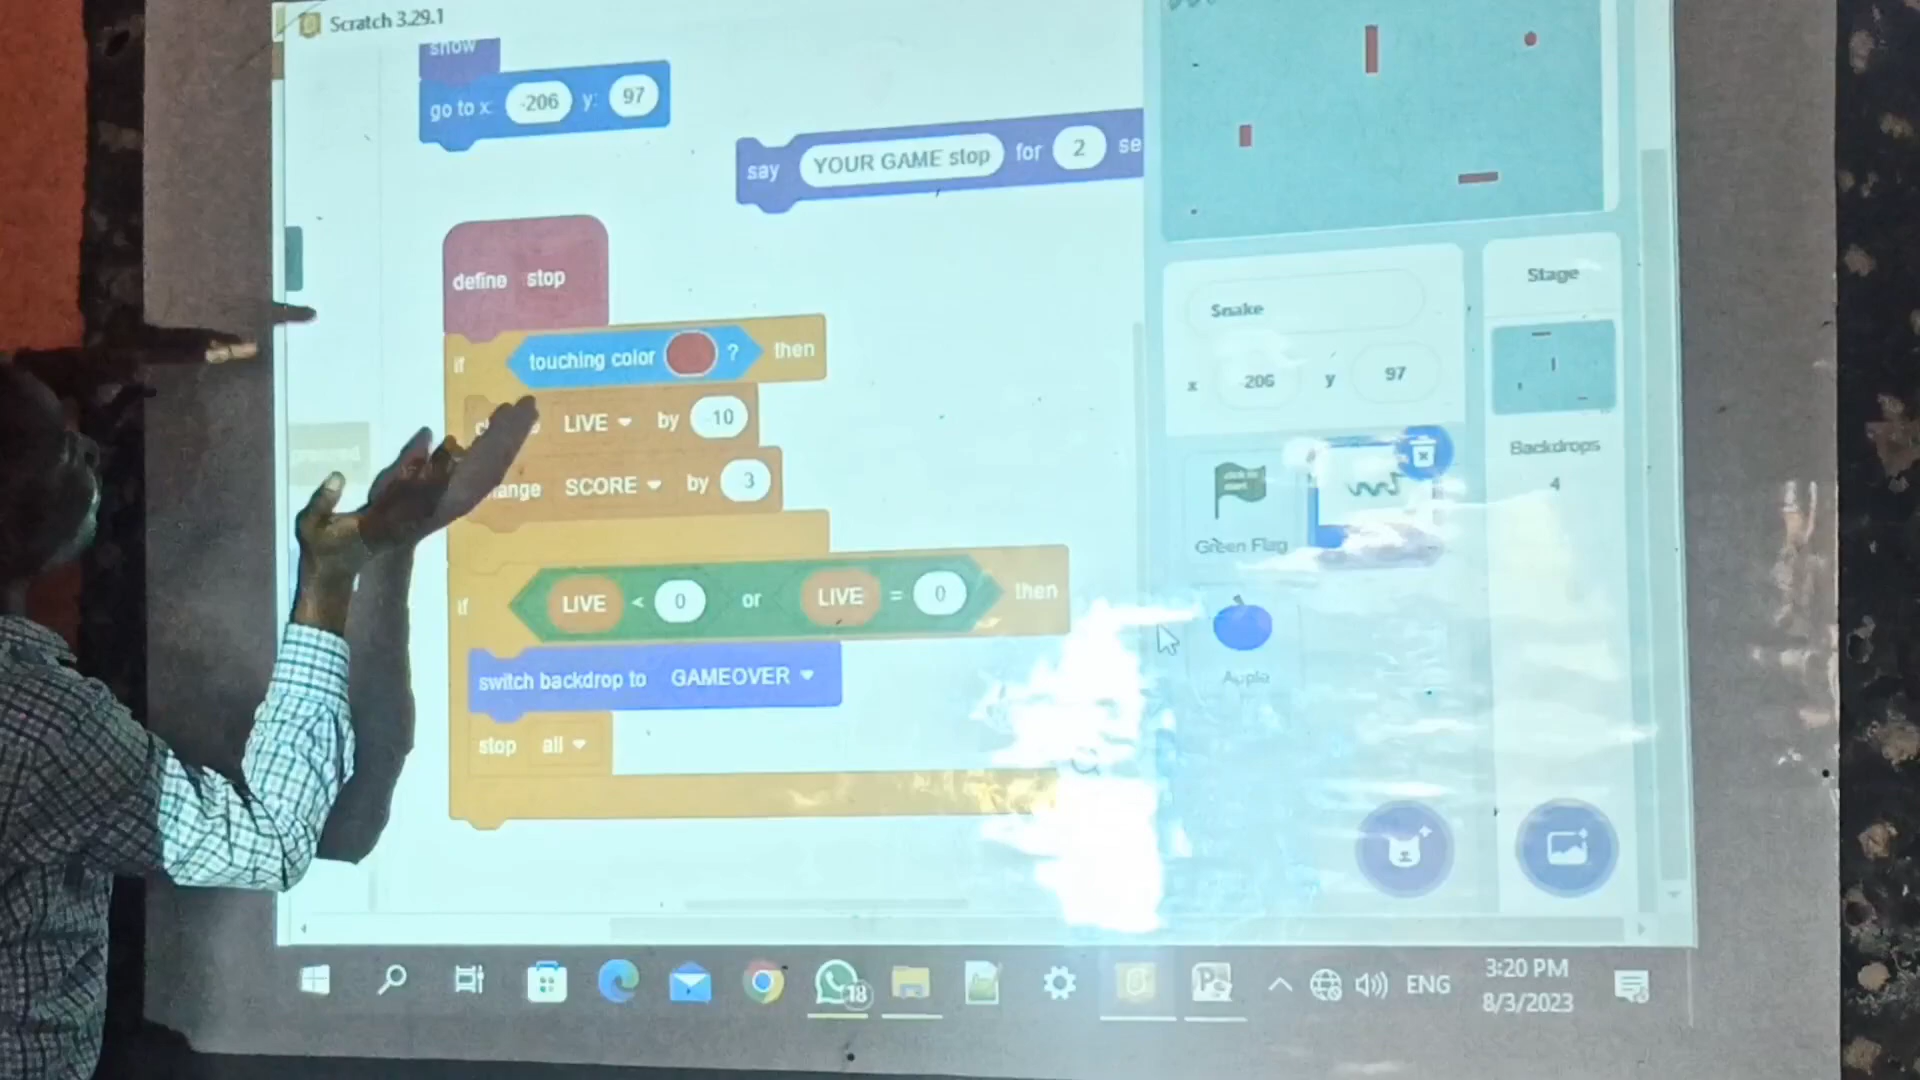 Scratch 3.29.1
show
go to x: -206 y: 97
say YOUR GAME stop for 2 se
define stop
if touching color ? then
LIVE by -10
ange SCORE by 3
if LIVE < 0 or LIVE = 0 then
switch backdrop to GAMEOVER
stop all
Snake
x -206 y 97
Green Flag
Apple
Stage
Backdrops
4
18
ENG
3:20 PM
8/3/2023